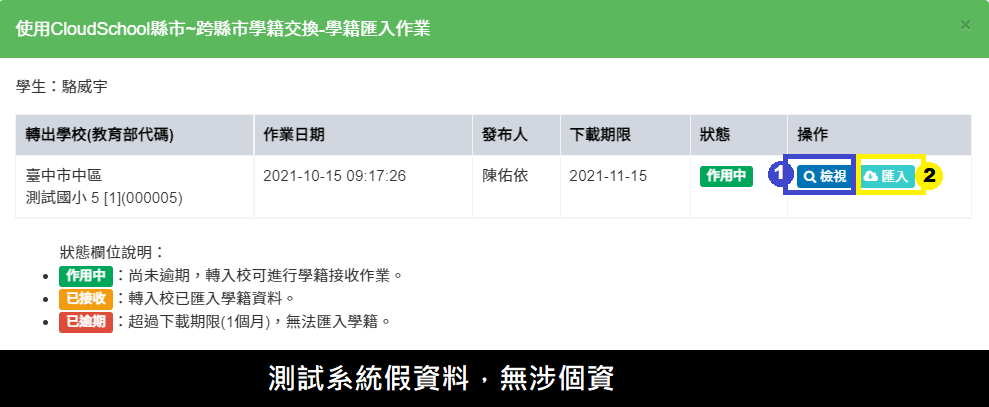 使用CloudSchool縣市~跨縣市學籍交換-學籍匯入作業 ×
學生：駱威宇
轉出學校(教育部代碼) 作業日期 發布人 下載期限 狀態 操作
臺中市中區 2021-10-15 09:17:26 陳佑依 2021-11-15 作用中 1 檢視 匯入 2
測試國小 5 [1](000005)
狀態欄位說明：
• 作用中：尚未逾期，轉入校可進行學籍接收作業。
• 已接收：轉入校已匯入學籍資料。
• 已逾期：超過下載期限(1個月)，無法匯入學籍。
測試系統假資料，無涉個資